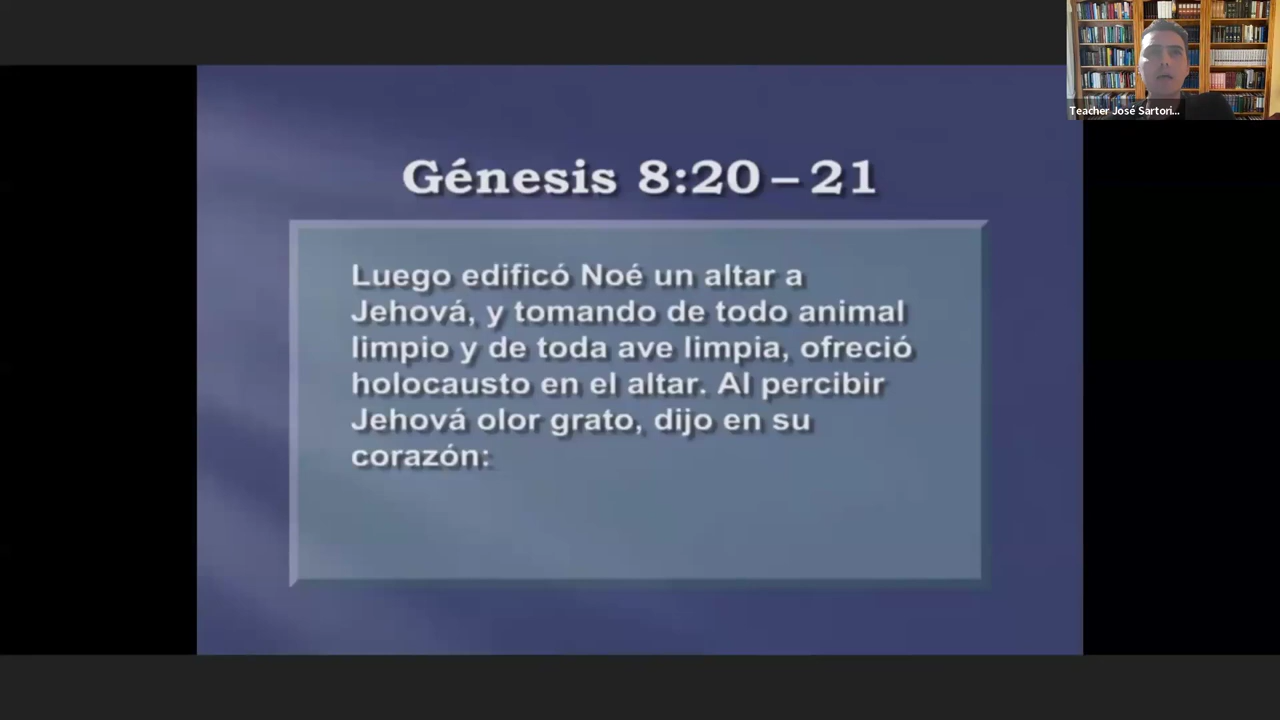 Teacher José Sartori...
Génesis 8:20 – 21
Luego edificó Noé un altar a
Jehová, y tomando de todo animal
limpio y de toda ave limpia, ofreció
holocausto en el altar. Al percibir
Jehová olor grato, dijo en su
corazón: